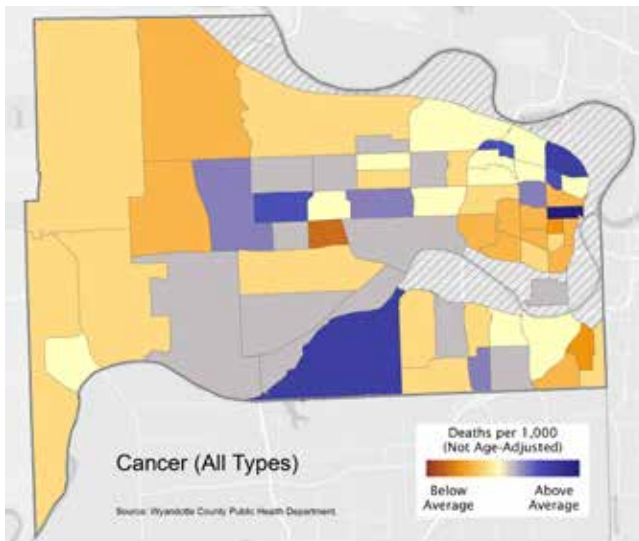 Cancer (All Types)
Source: Wyandotte County Public Health Department.
Deaths per 1,000
(Not Age-Adjusted)
Below
Average
Above
Average